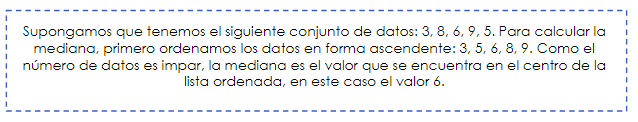 Supongamos que tenemos el siguiente conjunto de datos: 3, 8, 6, 9, 5. Para calcular la
mediana, primero ordenamos los datos en forma ascendente: 3, 5, 6, 8, 9. Como el
número de datos es impar, la mediana es el valor que se encuentra en el centro de la
lista ordenada, en este caso el valor 6.